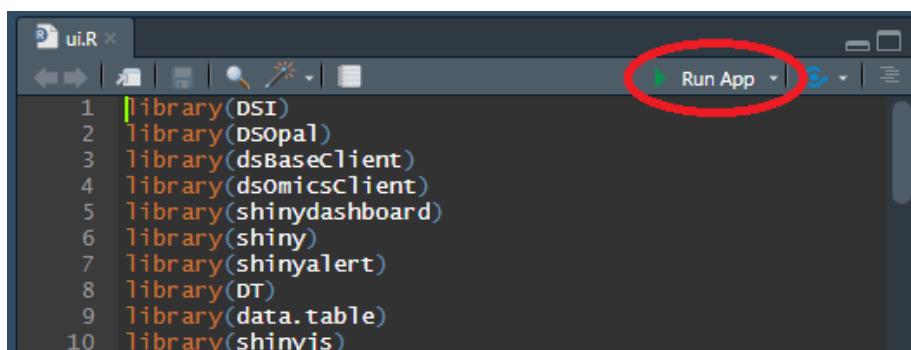 ui.R
Run App
1 library(DSI)
2 library(DSOpal)
3 library(dsBaseClient)
4 library(dsOmicsClient)
5 library(shinydashboard)
6 library(shiny)
7 library(shinyalert)
8 library(DT)
9 library(data.table)
10 library(shinyjs)